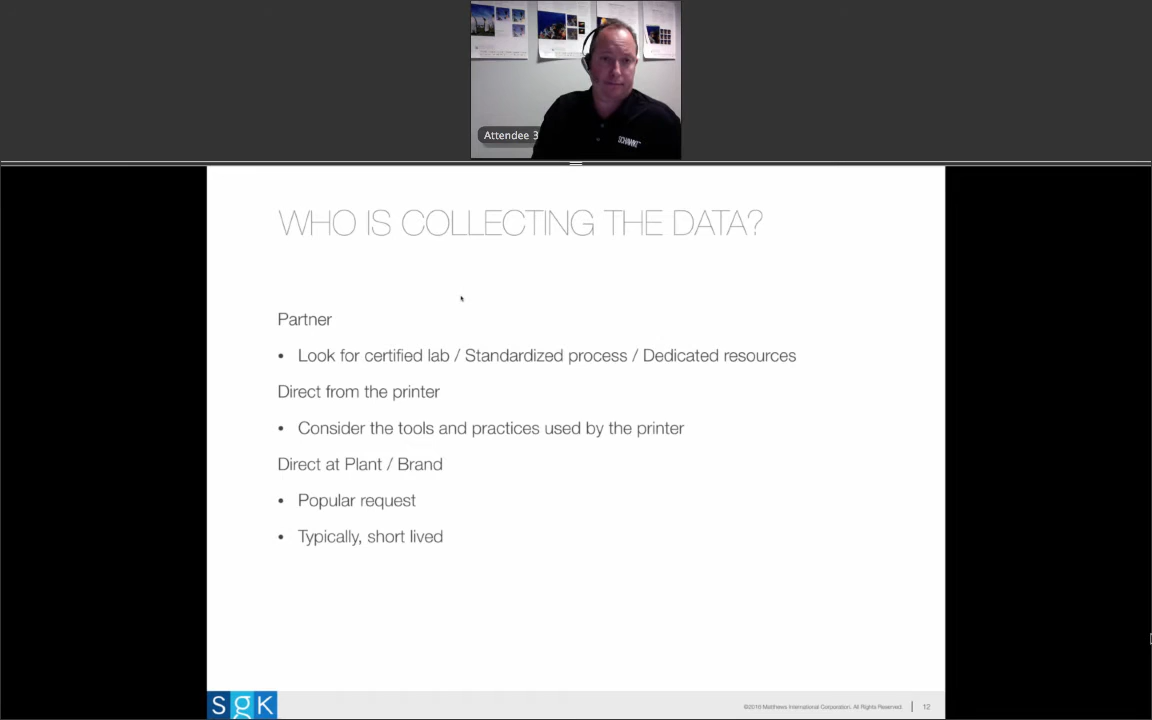 Attendee 3
SCHAWK!
WHO IS COLLECTING THE DATA?
Partner
• Look for certified lab / Standardized process / Dedicated resources
Direct from the printer
• Consider the tools and practices used by the printer
Direct at Plant / Brand
• Popular request
• Typically, short lived
SgK
©2019 Matthews International Corporation. All Rights Reserved. | 12